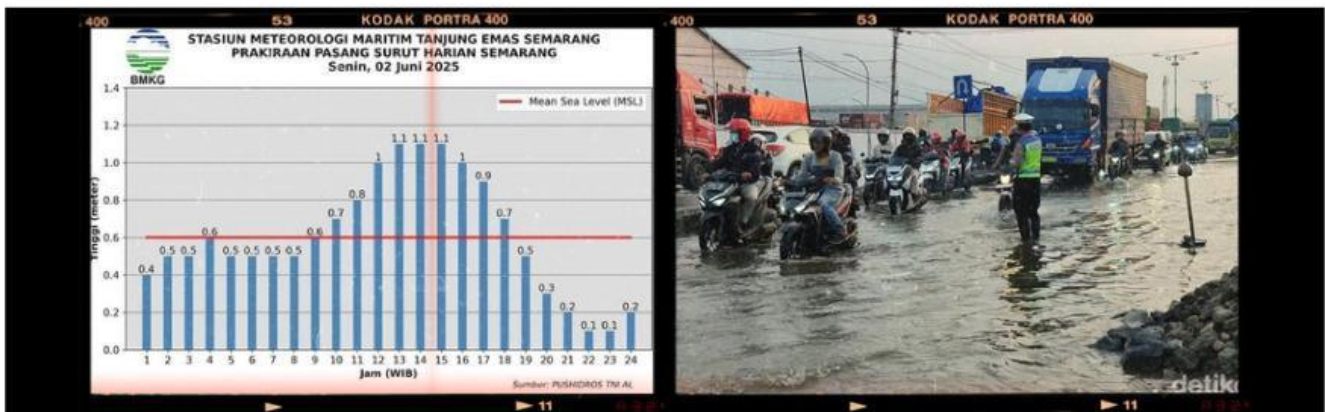 400 53 KODAK PORTRA 400
400 53 KODAK PORTRA 400
BMKG
STASIUN METEOROLOGI MARITIM TANJUNG EMAS SEMARANG
PRAKIRAAN PASANG SURUT HARIAN SEMARANG
Senin, 02 Juni 2025
Mean Sea Level (MSL)
Tinggi (meter)
1.4
1.2
1.0
0.8
0.6
0.4
0.2
0.0
0.4 0.5 0.5 0.6 0.5 0.5 0.5 0.5 0.6 0.7 0.8 1 1.1 1.1 1.1 1 0.9 0.7 0.5 0.3 0.2 0.1 0.1 0.2
1 2 3 4 5 6 7 8 9 10 11 12 13 14 15 16 17 18 19 20 21 22 23 24
Jam (WIB)
Sumber: PUSHIDROS TNI AL
detik
11
11